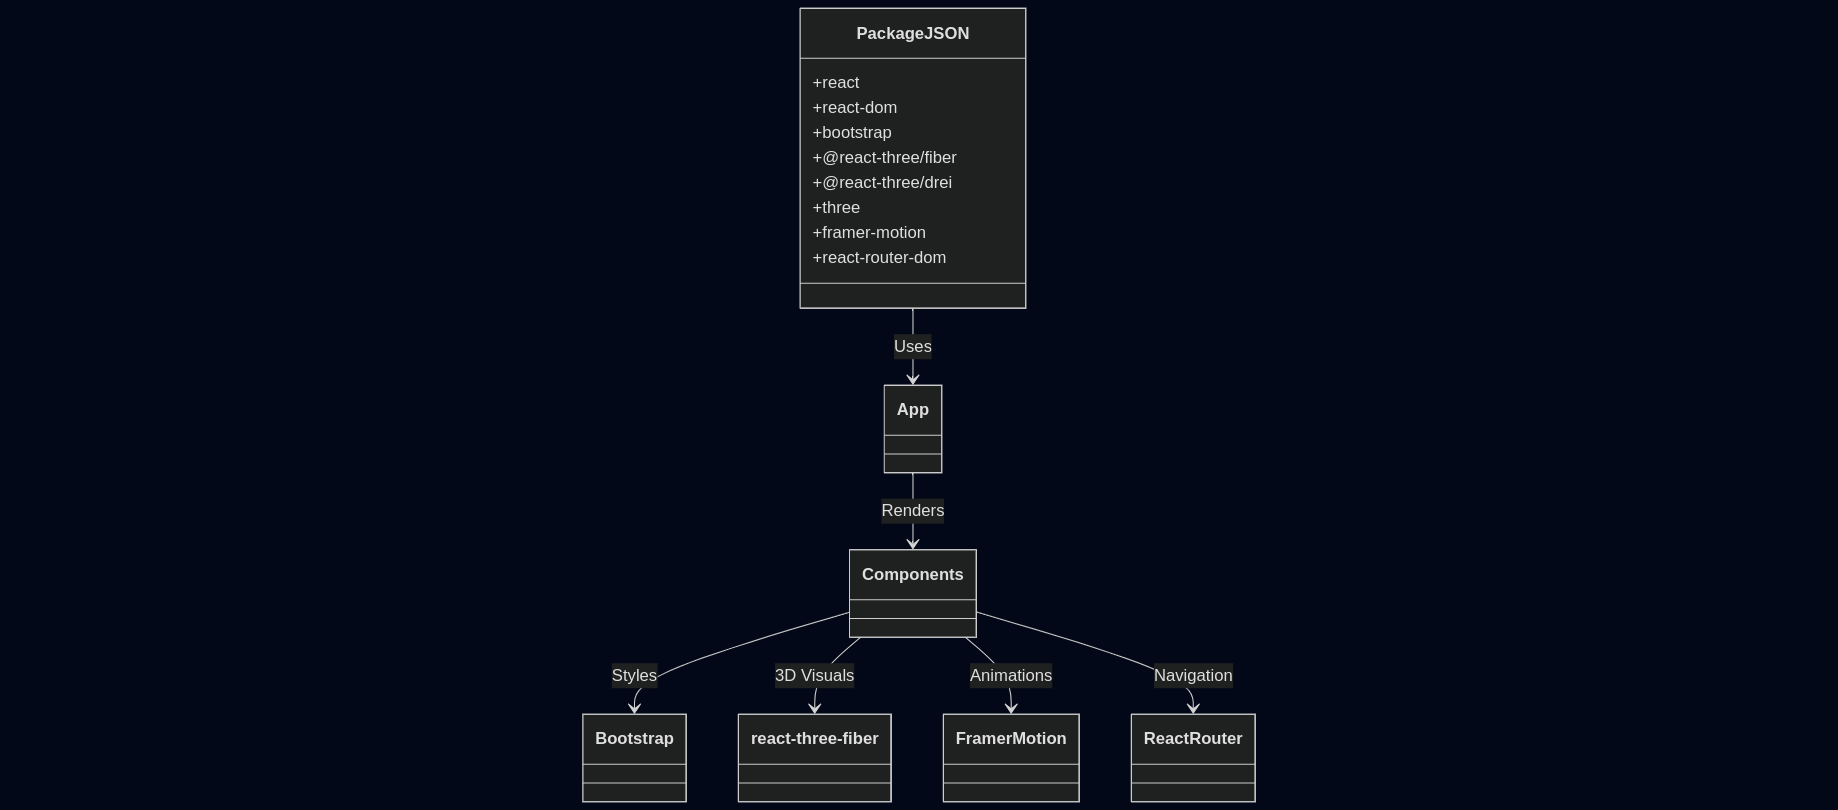 PackageJSON
+react
+react-dom
+bootstrap
+@react-three/fiber
+@react-three/drei
+three
+framer-motion
+react-router-dom
Uses
App
Renders
Components
Styles
3D Visuals
Animations
Navigation
Bootstrap
react-three-fiber
FramerMotion
ReactRouter